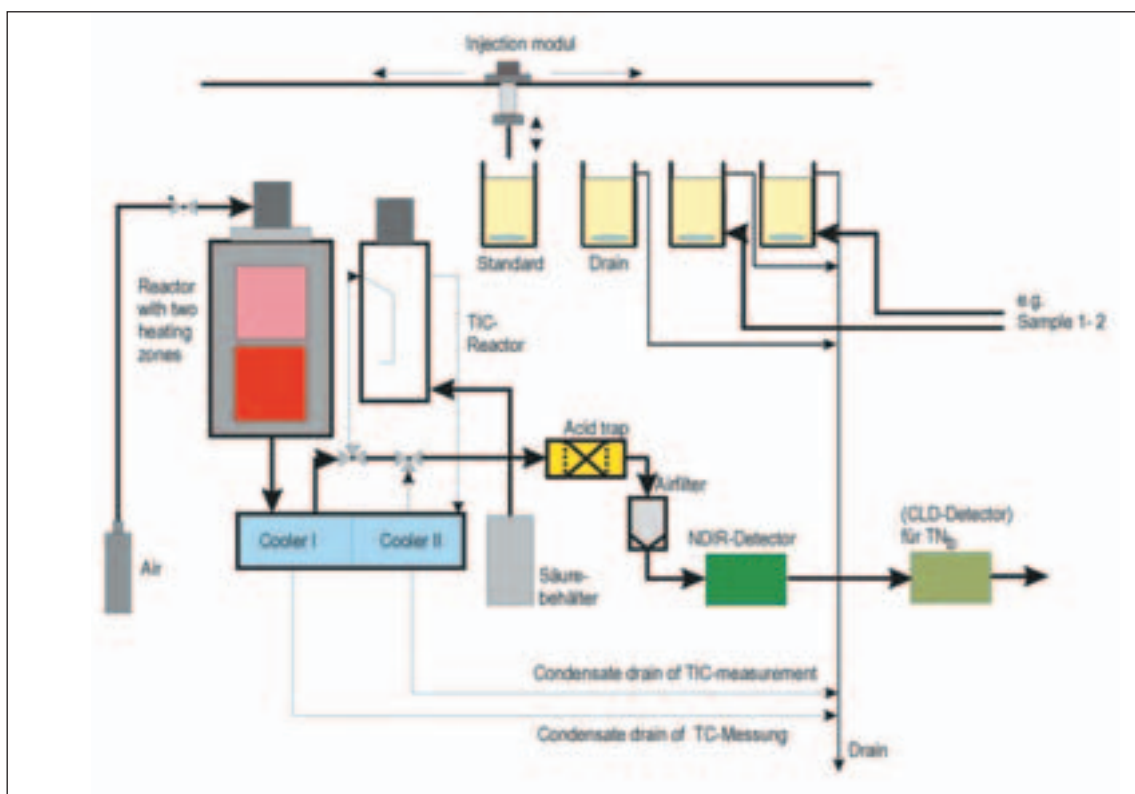 Injection modul
Standard
Drain
Reactor
with two
heating
zones
TIC-
Reactor
e.g.
Sample 1- 2
Acid trap
Airfilter
(CLD-Detector)
für TNb
NDIR-Detector
Cooler I
Cooler II
Air
Säure-
behälter
Condensate drain of TIC-measurement
Condensate drain of TC-Messung
Drain